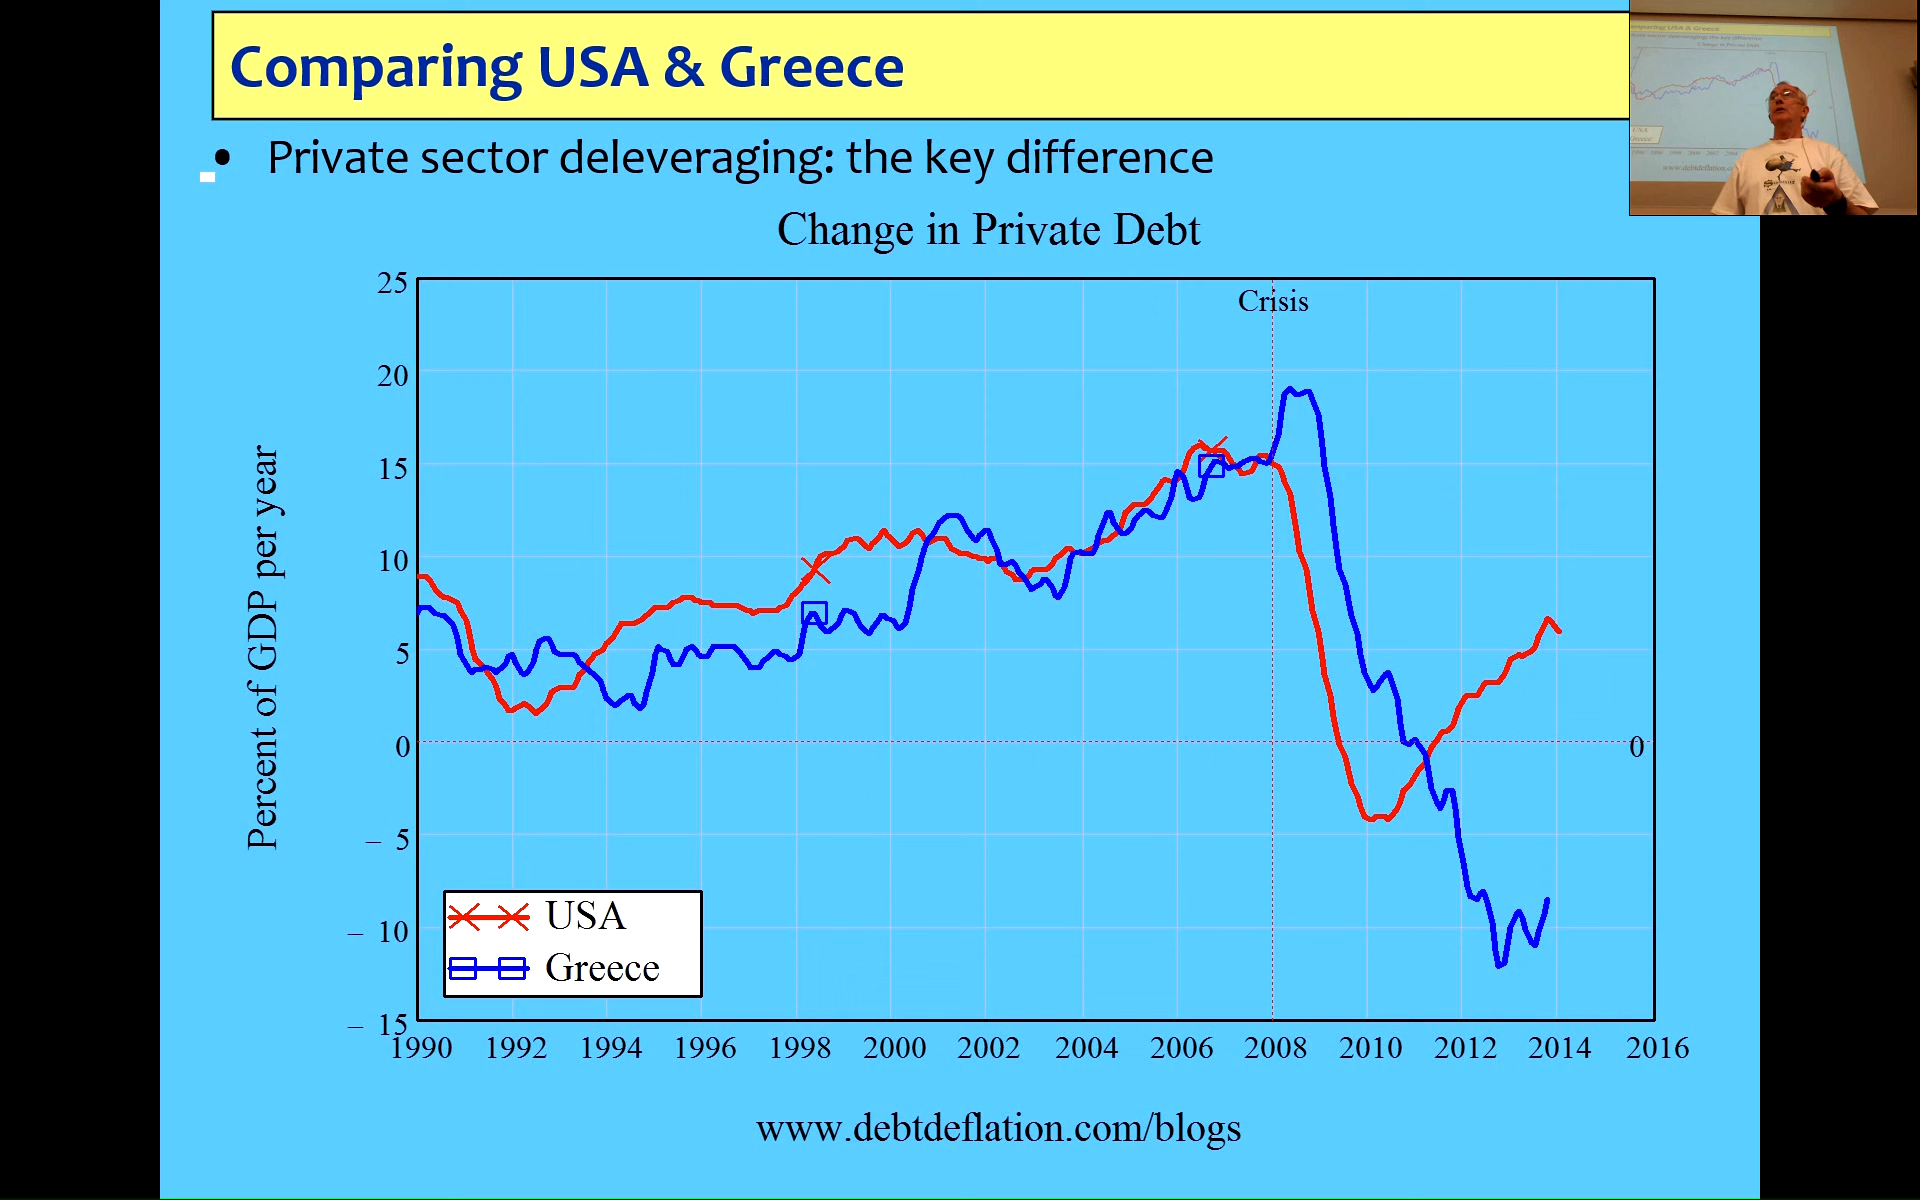 Comparing USA & Greece
• Private sector deleveraging: the key difference
Change in Private Debt
Percent of GDP per year
25
20
15
10
5
0
– 5
– 10
– 15
Crisis
0
USA
Greece
1990 1992 1994 1996 1998 2000 2002 2004 2006 2008 2010 2012 2014 2016
www.debtdeflation.com/blogs